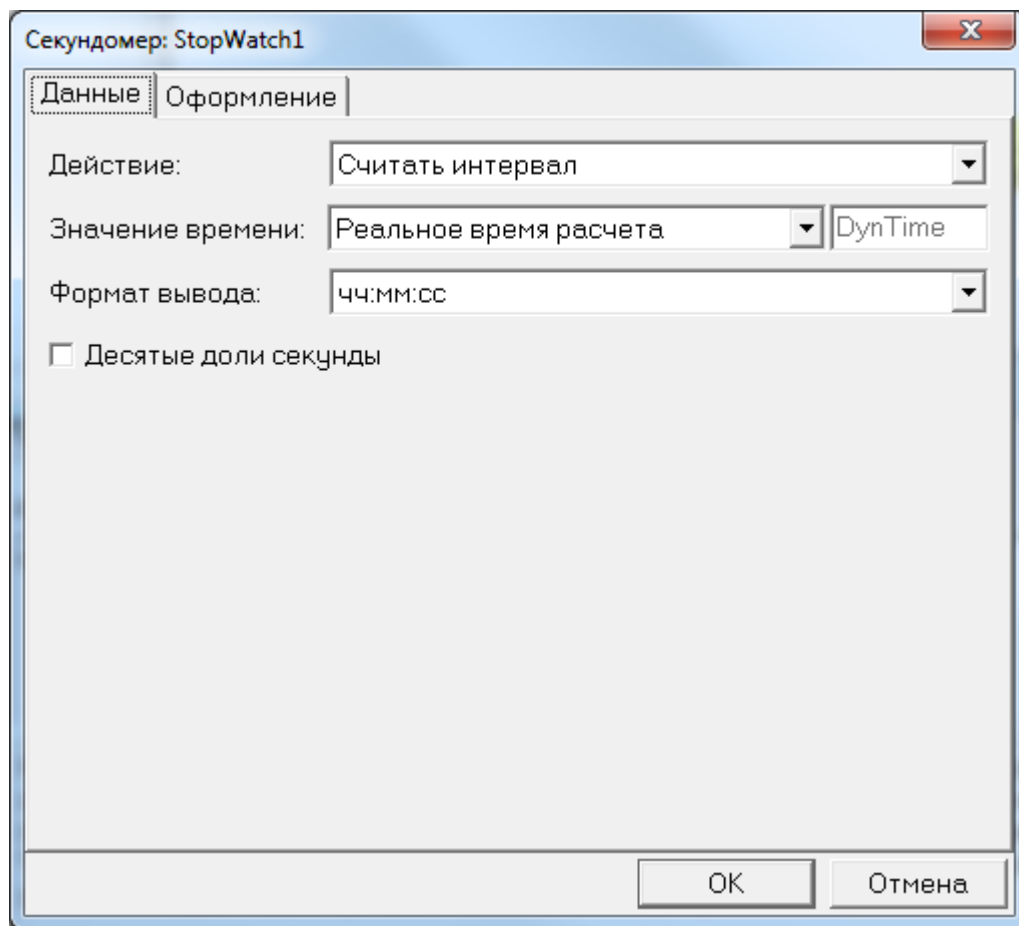 Секундомер: StopWatch1
Данные Оформление
Действие: Считать интервал
Значение времени: Реальное время расчета DynTime
Формат вывода: чч:мм:сс
Десятые доли секунды
OK Отмена